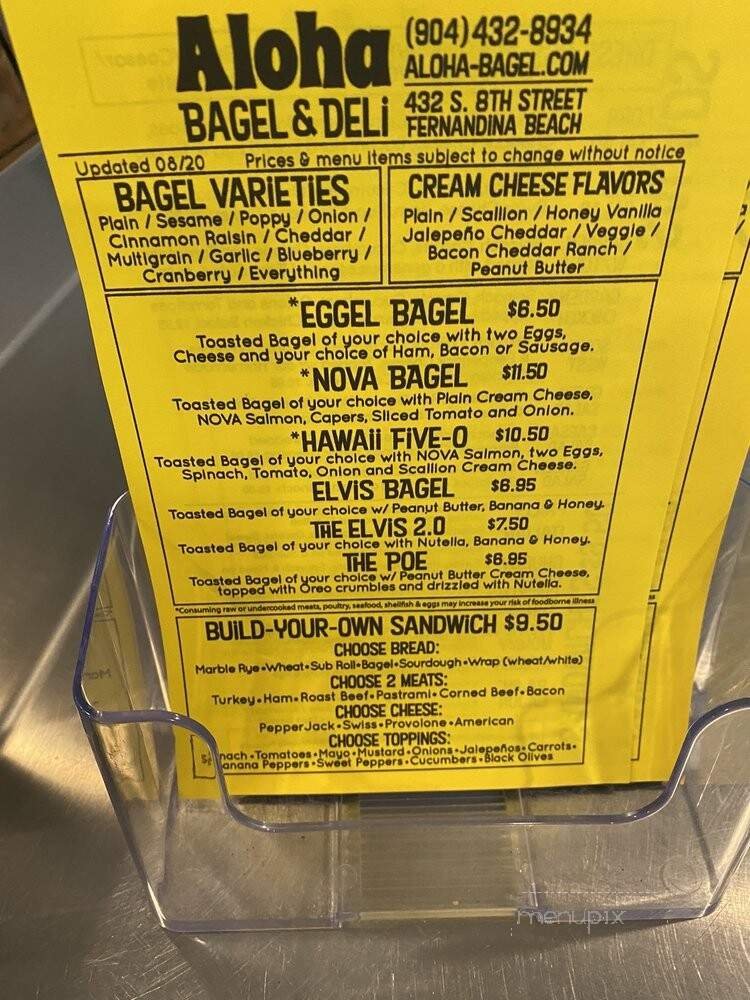 Aloha
BAGEL & DELi
(904) 432-8934
ALOHA-BAGEL.COM
432 S. 8TH STREET
FERNANDINA BEACH
Updated 08/20 Prices & menu items subject to change without notice
BAGEL VARiETiES
Plain / Sesame / Poppy / Onion /
Cinnamon Raisin / Cheddar /
Multigrain / Garlic / Blueberry /
Cranberry / Everything
CREAM CHEESE FLAVORS
Plain / Scallion / Honey Vanilla
Jalepeño Cheddar / Veggie /
Bacon Cheddar Ranch /
Peanut Butter
*EGGEL BAGEL $6.50
Toasted Bagel of your choice with two Eggs,
Cheese and your choice of Ham, Bacon or Sausage.
*NOVA BAGEL $11.50
Toasted Bagel of your choice with Plain Cream Cheese,
NOVA Salmon, Capers, Sliced Tomato and Onion.
*HAWAii FiVE-O $10.50
Toasted Bagel of your choice with NOVA Salmon, two Eggs,
Spinach, Tomato, Onion and Scallion Cream Cheese.
ELViS BAGEL $6.95
Toasted Bagel of your choice w/ Peanut Butter, Banana & Honey.
THE ELViS 2.0 $7.50
Toasted Bagel of your choice with Nutella, Banana & Honey.
THE POE $6.95
Toasted Bagel of your choice w/ Peanut Butter Cream Cheese,
topped with Oreo crumbles and drizzled with Nutella.
*Consuming raw or undercooked meats, poultry, seafood, shellfish & eggs may increase your risk of foodborne illness
BUiLD-YOUR-OWN SANDWiCH $9.50
CHOOSE BREAD:
Marble Rye•Wheat•Sub Roll•Bagel•Sourdough•Wrap (wheat/white)
CHOOSE 2 MEATS:
Turkey•Ham•Roast Beef•Pastrami•Corned Beef•Bacon
CHOOSE CHEESE:
PepperJack•Swiss•Provolone•American
CHOOSE TOPPINGS:
Spinach•Tomatoes•Mayo•Mustard•Onions•Jalepeños•Carrots•
Banana Peppers•Sweet Peppers•Cucumbers•Black Olives
menupix